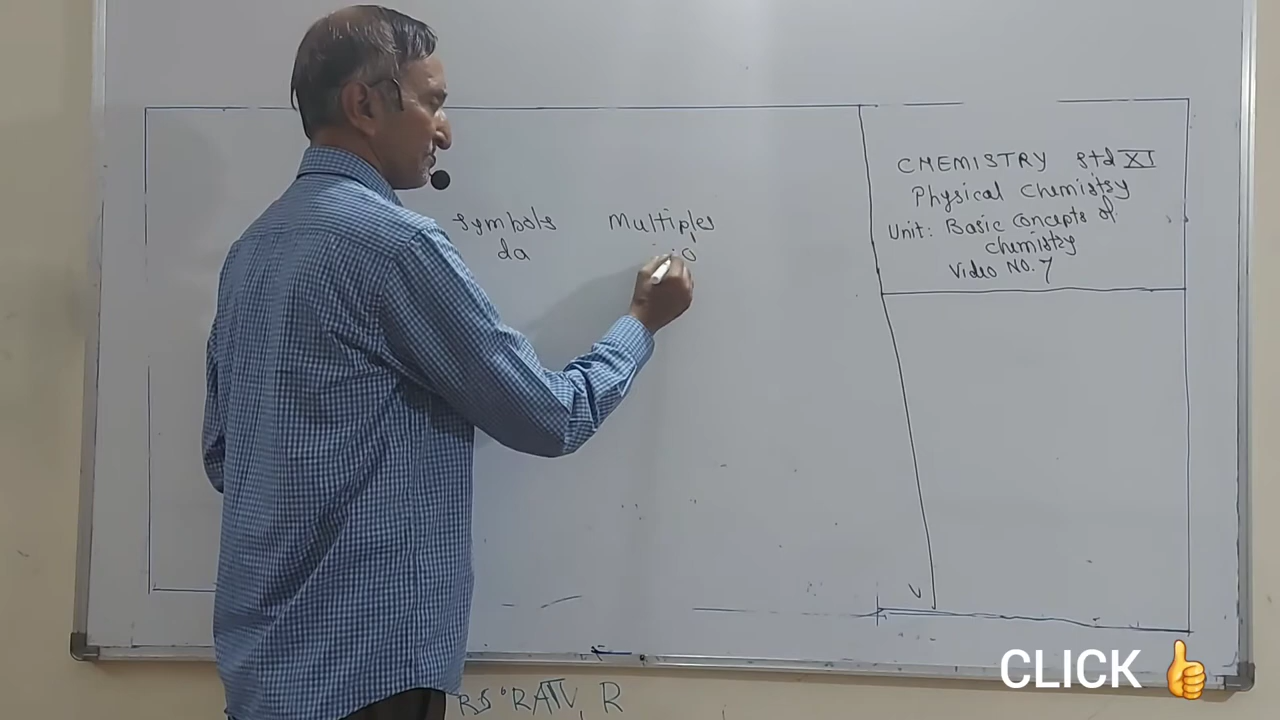 Symbols Multiples
da
CHEMISTRY Std XI
Physical Chemistry
Unit: Basic Concepts of
chemistry
Video NO. 7
CLICK 👍